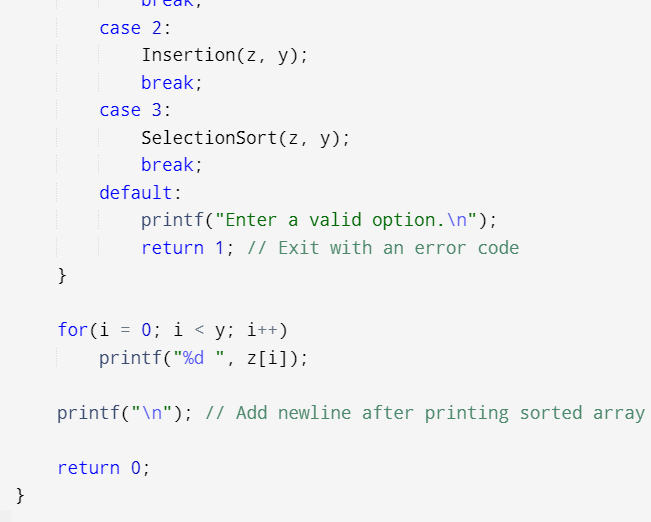 break;
case 2:
Insertion(z, y);
break;
case 3:
SelectionSort(z, y);
break;
default:
printf("Enter a valid option.\n");
return 1; // Exit with an error code
}
for(i = 0; i < y; i++)
printf("%d ", z[i]);
printf("\n"); // Add newline after printing sorted array
return 0;
}